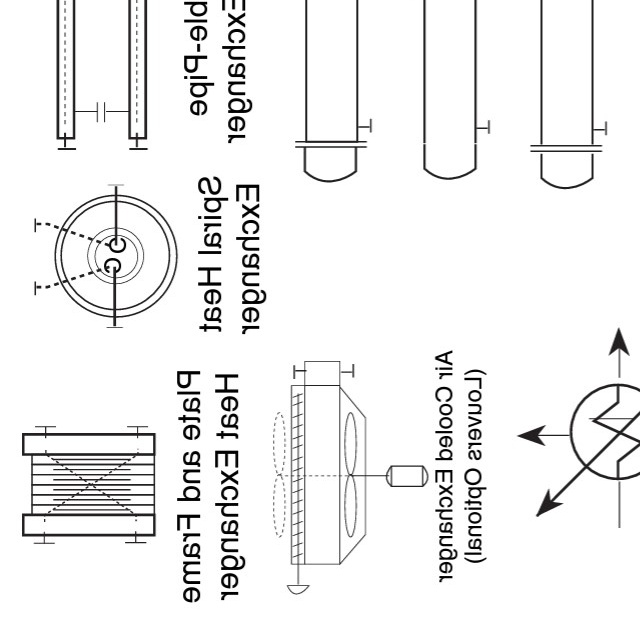 ble-Pipe
Exchanger
Spiral Heat
Exchanger
Plate and Frame
Heat Exchanger
Air Cooled Exchanger
(Louvers Optional)